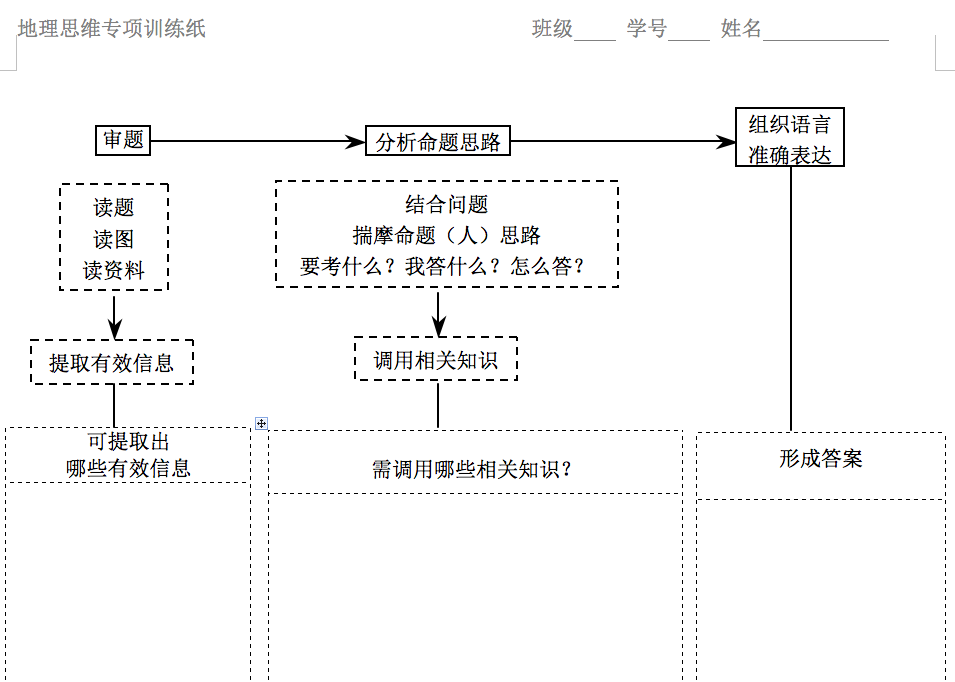 地理思维专项训练纸 班级____ 学号____ 姓名____________
审题
分析命题思路
组织语言
准确表达
读题
读图
读资料
结合问题
揣摩命题（人）思路
要考什么？我答什么？怎么答？
提取有效信息
调用相关知识
可提取出
哪些有效信息
需调用哪些相关知识？
形成答案